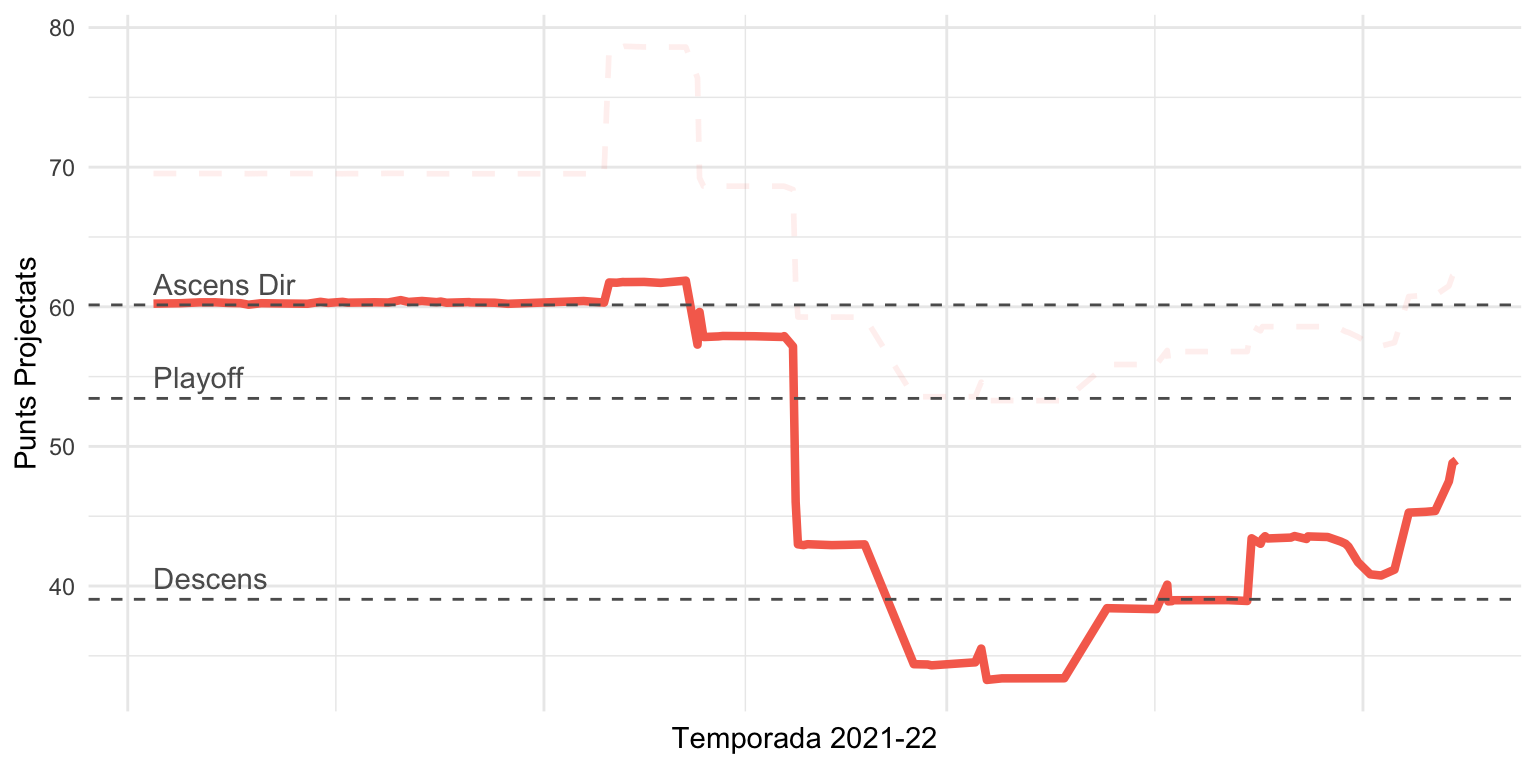 80
70
60
50
40
Punts Projectats
Ascens Dir
Playoff
Descens
Temporada 2021-22